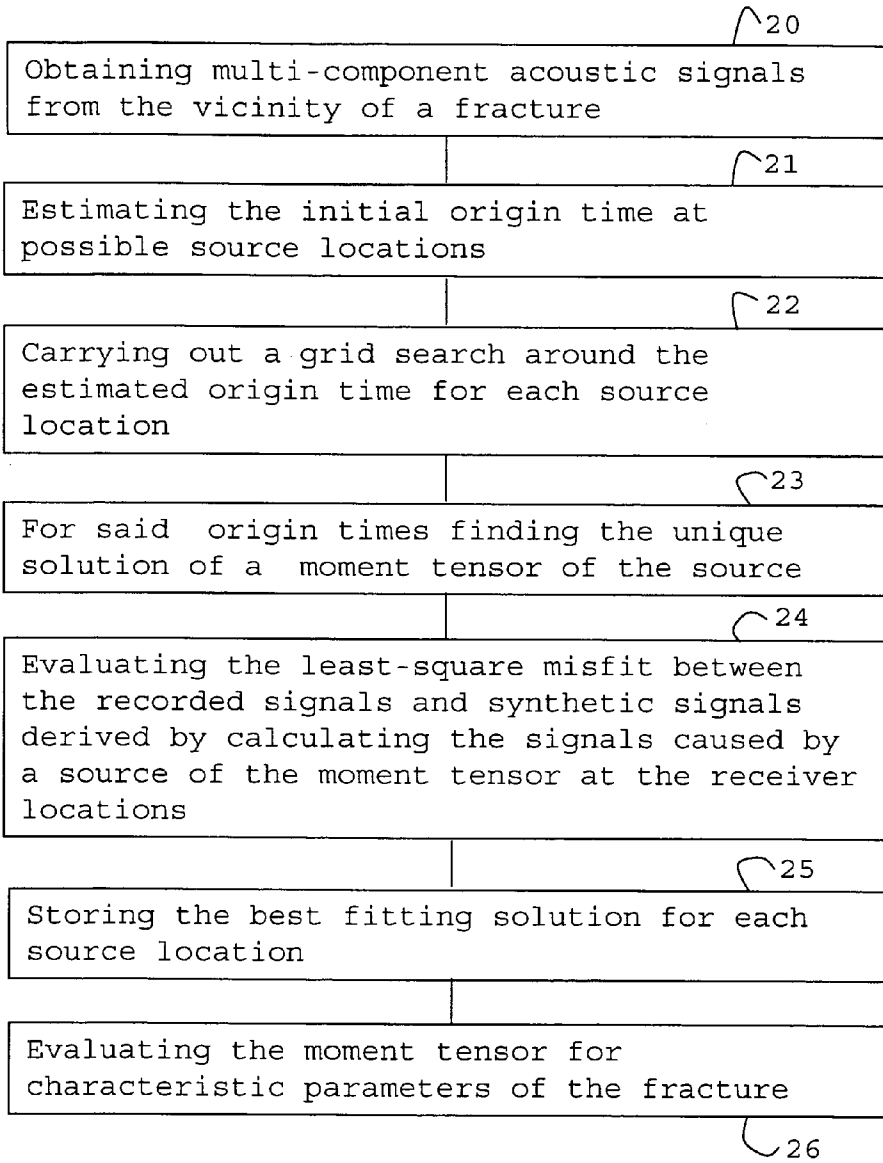 20
Obtaining multi-component acoustic signals
from the vicinity of a fracture
21
Estimating the initial origin time at
possible source locations
22
Carrying out a grid search around the
estimated origin time for each source
location
23
For said origin times finding the unique
solution of a moment tensor of the source
24
Evaluating the least-square misfit between
the recorded signals and synthetic signals
derived by calculating the signals caused by
a source of the moment tensor at the receiver
locations
25
Storing the best fitting solution for each
source location
Evaluating the moment tensor for
characteristic parameters of the fracture
26